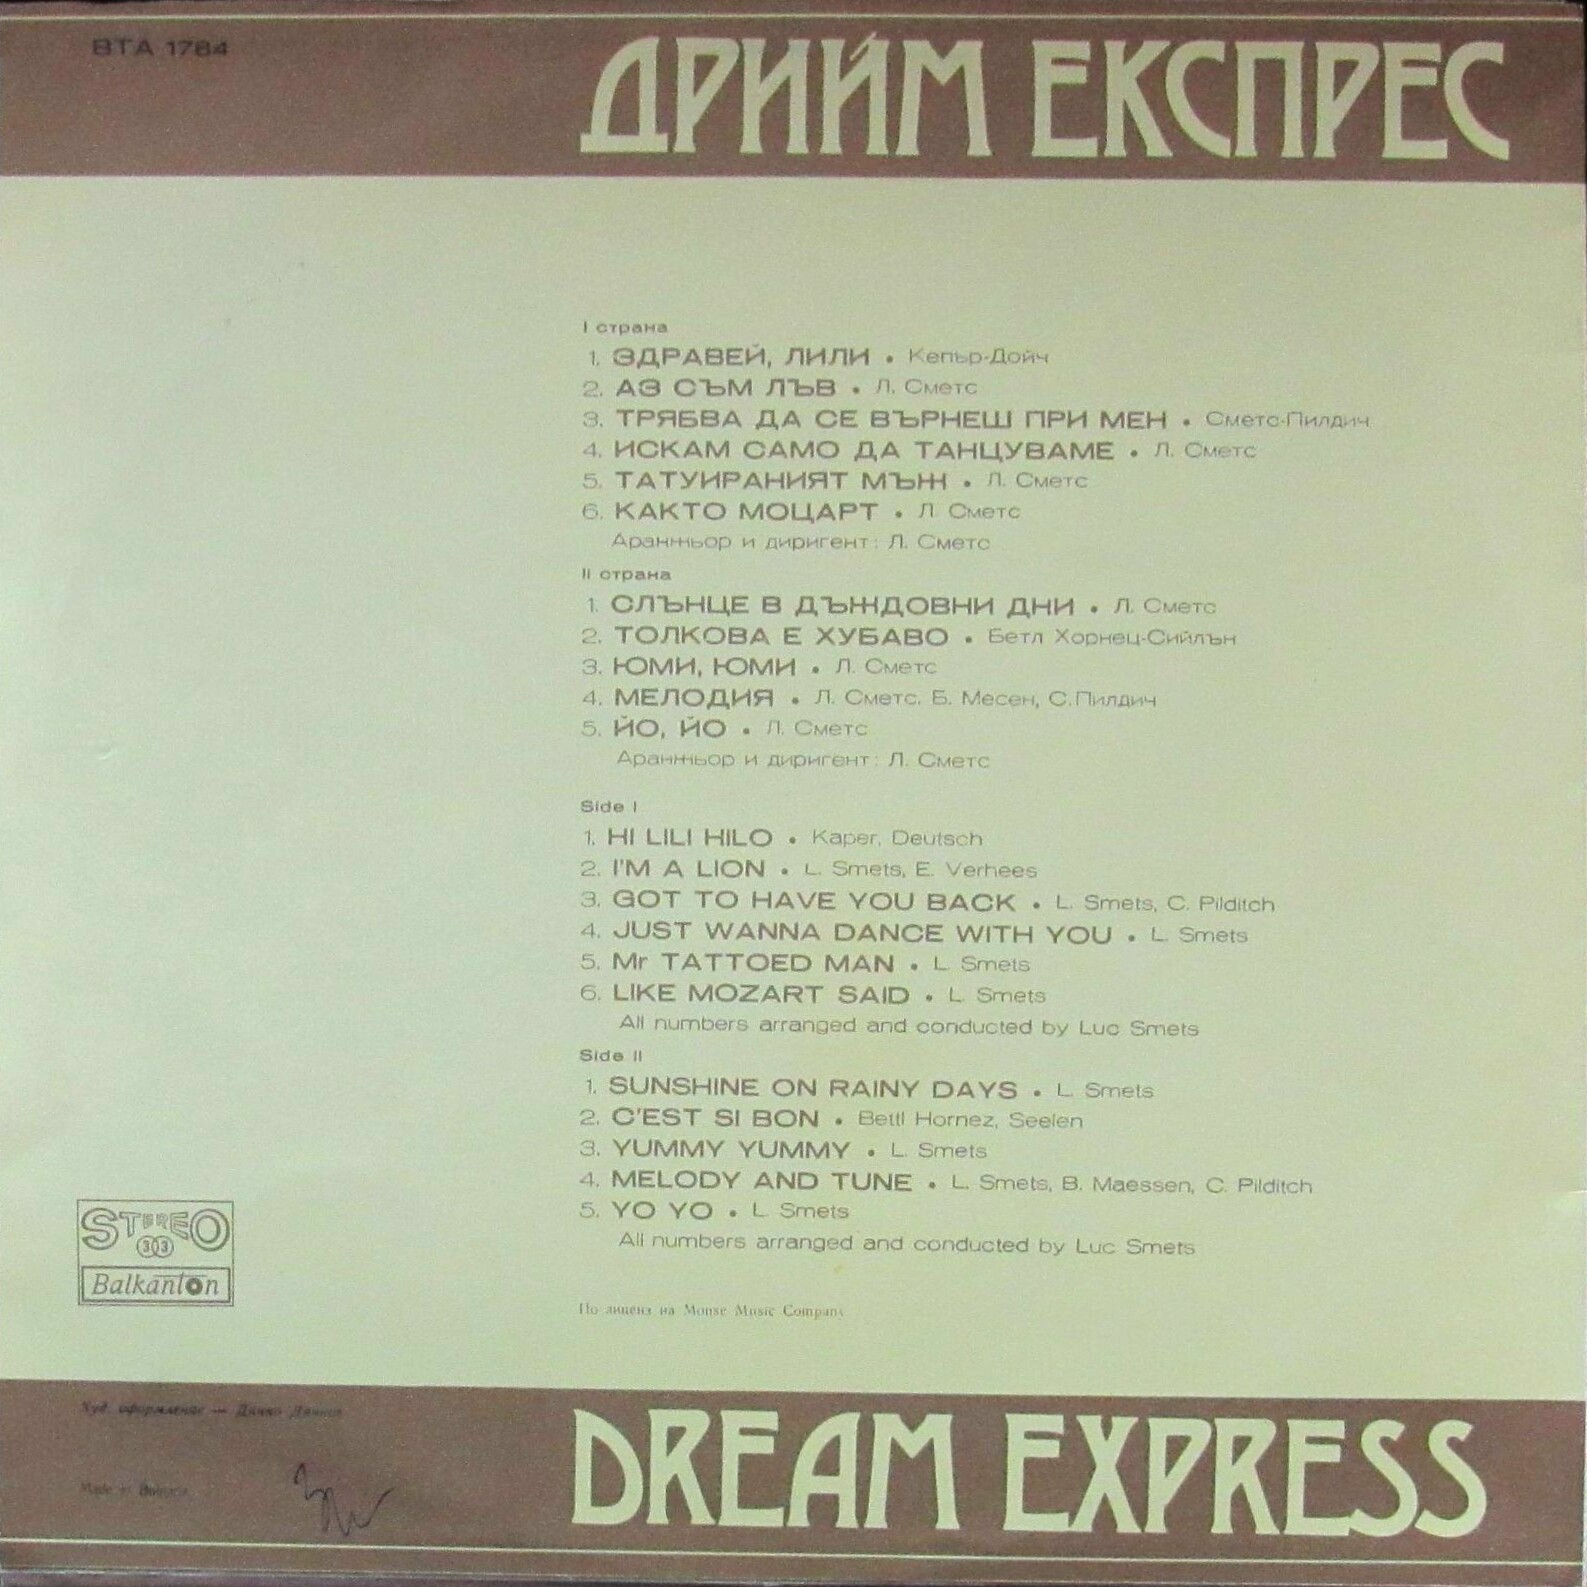 BTA 1784
ДРИЙМ ЕКСПРЕС
I страна
1. ЗДРАВЕЙ, ЛИЛИ • Кепър-Дойч
2. АЗ СЪМ ЛЪВ • Л. Сметс
3. ТРЯБВА ДА СЕ ВЪРНЕШ ПРИ МЕН • Сметс-Пилдич
4. ИСКАМ САМО ДА ТАНЦУВАМЕ • Л. Сметс
5. ТАТУИРАНИЯТ МЪЖ • Л. Сметс
6. КАКТО МОЦАРТ • Л. Сметс
Аранжьор и диригент: Л. Сметс
II страна
1. СЛЪНЦЕ В ДЪЖДОВНИ ДНИ • Л. Сметс
2. ТОЛКОВА Е ХУБАВО • Бетл Хорнец-Сийлън
3. ЮМИ, ЮМИ • Л. Сметс
4. МЕЛОДИЯ • Л. Сметс. Б. Месен, С.Пилдич
5. ЙО, ЙО • Л. Сметс
Аранжьор и диригент: Л. Сметс
Side I
1. HI LILI HILO • Kaper, Deutsch
2. I'M A LION • L. Smets, E. Verhees
3. GOT TO HAVE YOU BACK • L. Smets, C. Pilditch
4. JUST WANNA DANCE WITH YOU • L. Smets
5. Mr TATTOED MAN • L. Smets
6. LIKE MOZART SAID • L. Smets
All numbers arranged and conducted by Luc Smets
Side II
1. SUNSHINE ON RAINY DAYS • L. Smets
2. C'EST SI BON • Bettl Hornez, Seelen
3. YUMMY YUMMY • L. Smets
4. MELODY AND TUNE • L. Smets, B. Maessen, C. Pilditch
5. YO YO • L. Smets
All numbers arranged and conducted by Luc Smets
STEREO
33
Balkanton
По лиценз на Mouse Music Company
Худ. оформление — Данко
Made in Bulgaria
DREAM EXPRESS